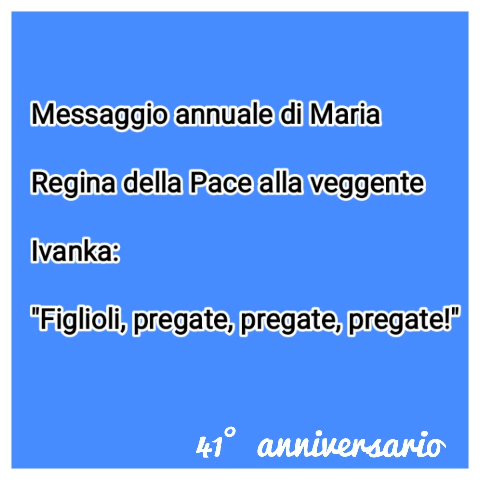 Messaggio annuale di Maria
Regina della Pace alla veggente
Ivanka:
"Figlioli, pregate, pregate, pregate!"
41° anniversario